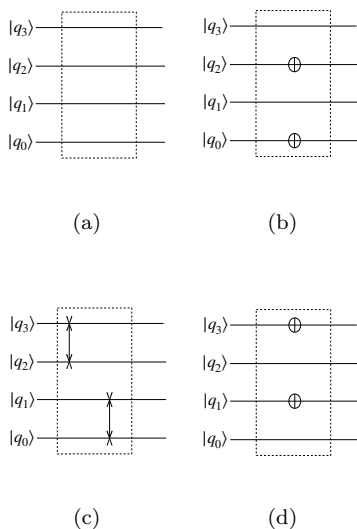 |q₃⟩ |q₃⟩
|q₂⟩ |q₂⟩
|q₁⟩ |q₁⟩
|q₀⟩ |q₀⟩
(a) (b)
|q₃⟩ |q₃⟩
|q₂⟩ |q₂⟩
|q₁⟩ |q₁⟩
|q₀⟩ |q₀⟩
(c) (d)